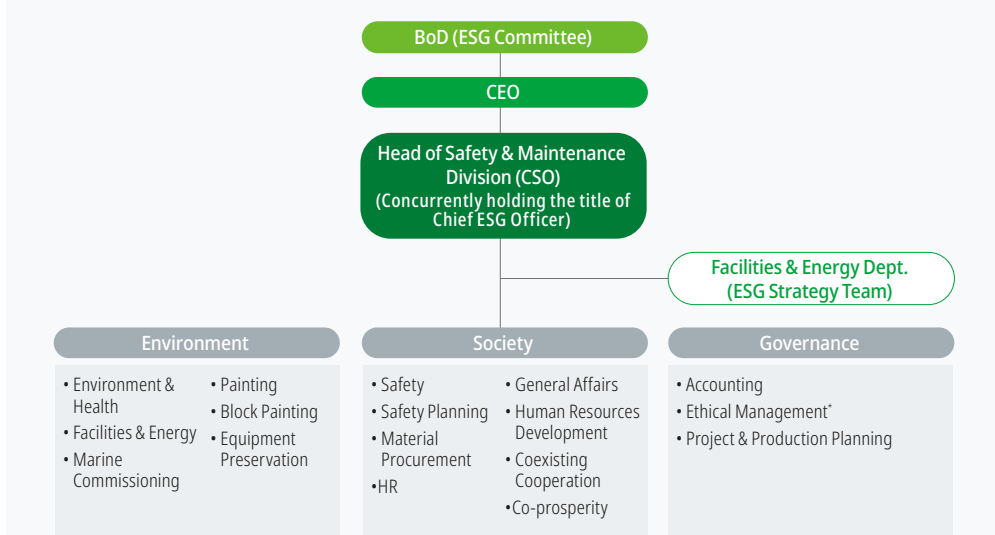 BoD (ESG Committee)
CEO
Head of Safety & Maintenance
Division (CSO)
(Concurrently holding the title of
Chief ESG Officer)
Facilities & Energy Dept.
(ESG Strategy Team)
Environment
• Environment &
Health
• Facilities & Energy
• Marine
Commissioning
• Painting
• Block Painting
• Equipment
Preservation
Society
• Safety
• Safety Planning
• Material
Procurement
•HR
• General Affairs
• Human Resources
Development
• Coexisting
Cooperation
•Co-prosperity
Governance
• Accounting
• Ethical Management*
• Project & Production Planning